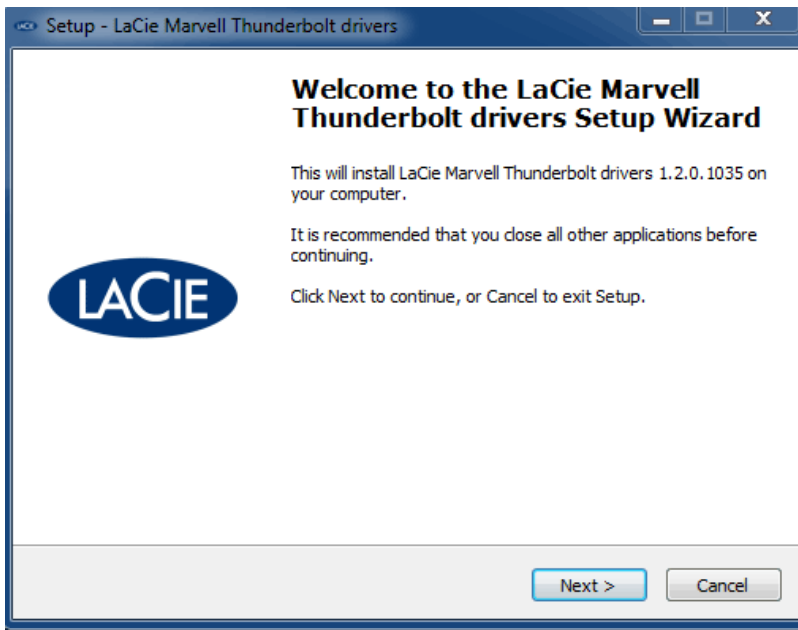 Setup - LaCie Marvell Thunderbolt drivers
Welcome to the LaCie Marvell
Thunderbolt drivers Setup Wizard
This will install LaCie Marvell Thunderbolt drivers 1.2.0.1035 on
your computer.
It is recommended that you close all other applications before
continuing.
LACIE
Click Next to continue, or Cancel to exit Setup.
Next >
Cancel